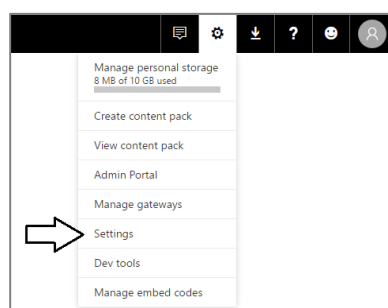 ?
Manage personal storage
8 MB of 10 GB used
Create content pack
View content pack
Admin Portal
Manage gateways
Settings
Dev tools
Manage embed codes